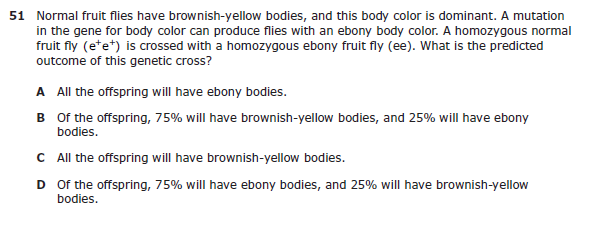 51 Normal fruit flies have brownish-yellow bodies, and this body color is dominant. A mutation
in the gene for body color can produce flies with an ebony body color. A homozygous normal
fruit fly (e⁺e⁺) is crossed with a homozygous ebony fruit fly (ee). What is the predicted
outcome of this genetic cross?
A All the offspring will have ebony bodies.
B Of the offspring, 75% will have brownish-yellow bodies, and 25% will have ebony
bodies.
C All the offspring will have brownish-yellow bodies.
D Of the offspring, 75% will have ebony bodies, and 25% will have brownish-yellow
bodies.